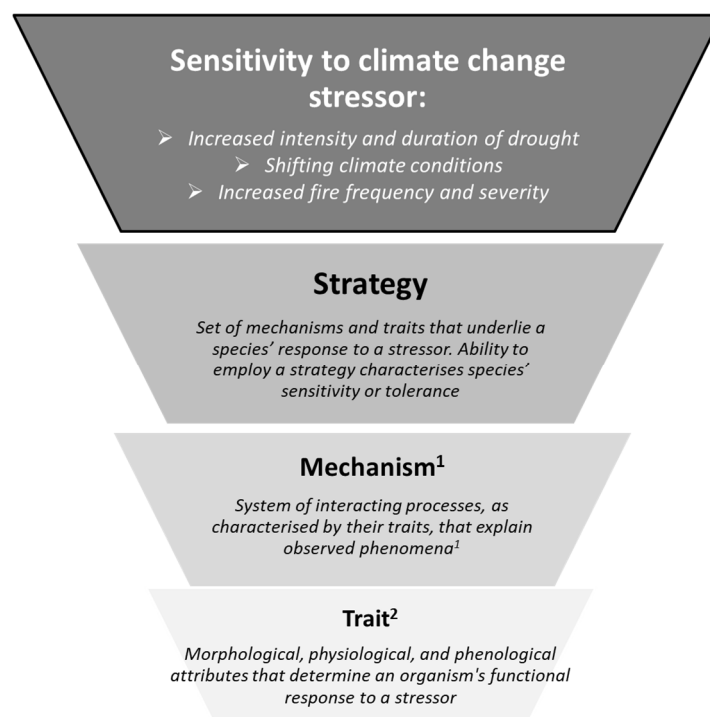 Sensitivity to climate change
stressor:
➢ Increased intensity and duration of drought
➢ Shifting climate conditions
➢ Increased fire frequency and severity
Strategy
Set of mechanisms and traits that underlie a
species’ response to a stressor. Ability to
employ a strategy characterises species’
sensitivity or tolerance
Mechanism¹
System of interacting processes, as
characterised by their traits, that explain
observed phenomena¹
Trait²
Morphological, physiological, and phenological
attributes that determine an organism's functional
response to a stressor